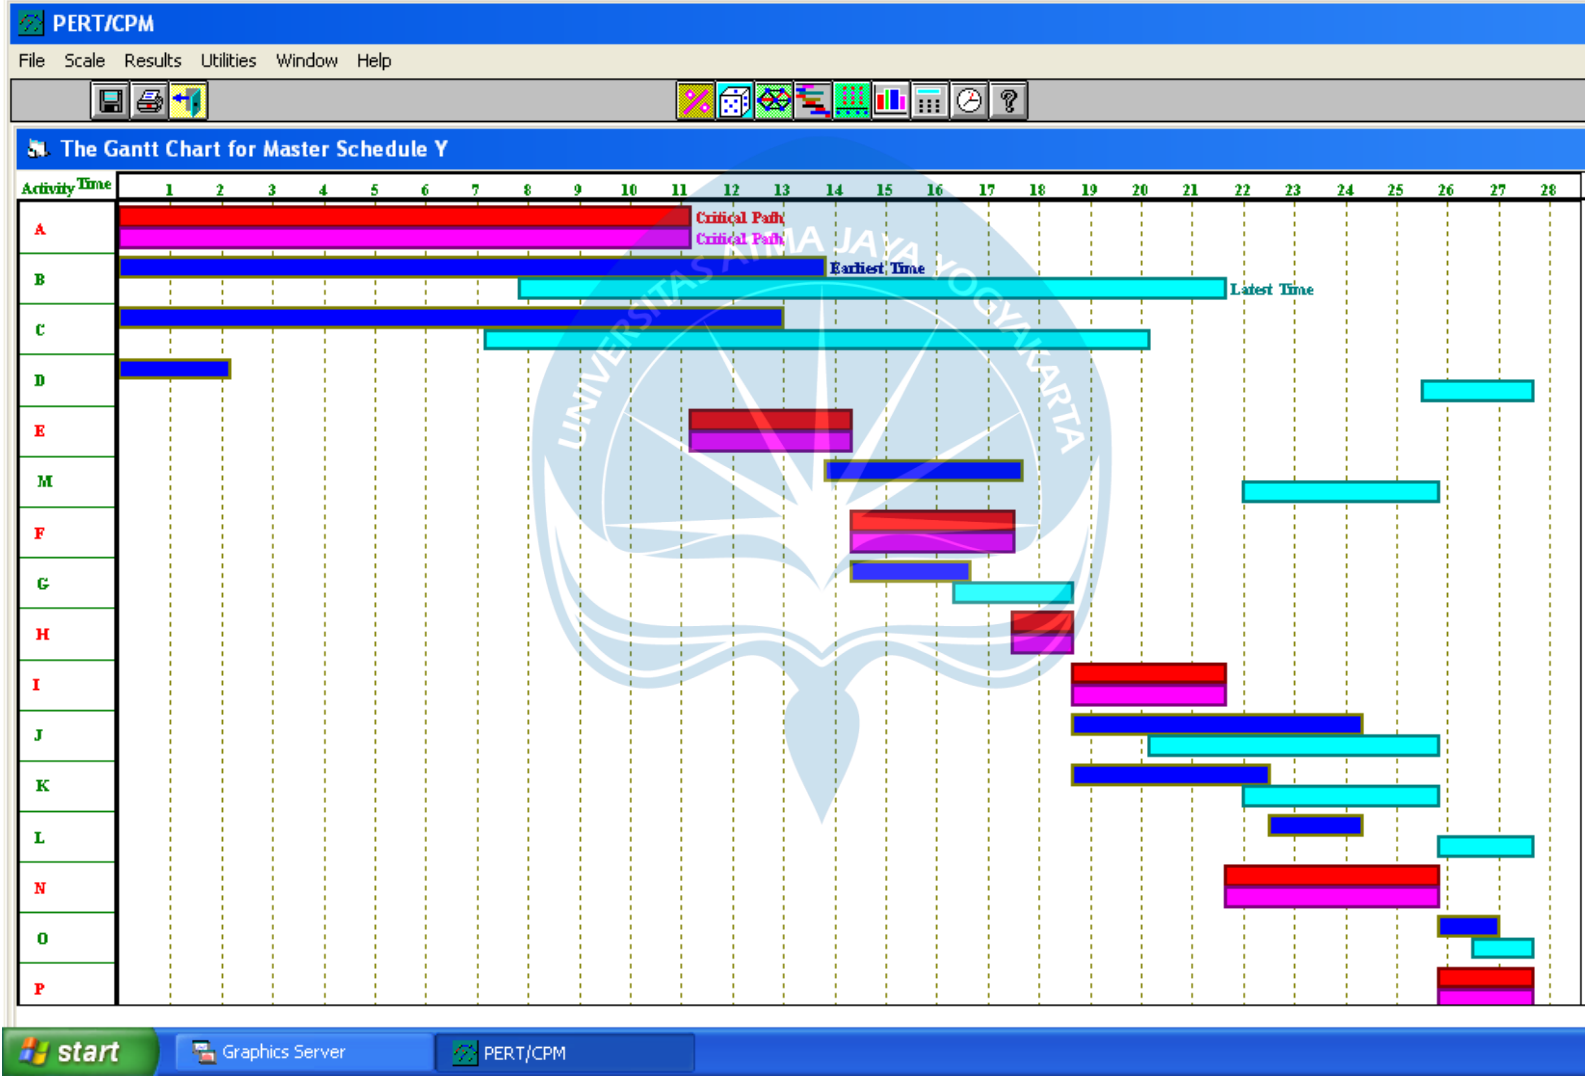 PERT/CPM
File Scale Results Utilities Window Help
The Gantt Chart for Master Schedule Y
Activity Time 1 2 3 4 5 6 7 8 9 10 11 12 13 14 15 16 17 18 19 20 21 22 23 24 25 26 27 28
A Critical Path
Critical Path
B Earliest Time
Latest Time
C
D
E
M
F
G
H
I
J
K
L
N
O
P
UNIVERSITAS ATMA JAYA YOGYAKARTA
start Graphics Server PERT/CPM